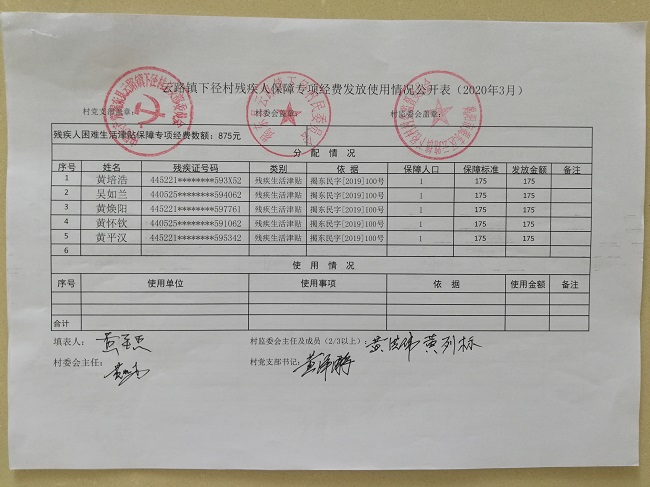 云路镇下径村残疾人保障专项经费发放使用情况公开表（2020年3月）
村党支部盖章： 村委会盖章： 村监委会盖章：
残疾人困难生活津贴保障专项经费数额：875元
分 配 情 况
序号 姓名 残疾证号码 类别 依 据 保障人口 保障标准 发放金额 备注
1 黄培浩 445221********593X52 残疾生活津贴 揭东民字[2019]100号 1 175 175
2 吴如兰 440525********594062 残疾生活津贴 揭东民字[2019]100号 1 175 175
3 黄焕阳 445221********597761 残疾生活津贴 揭东民字[2019]100号 1 175 175
4 黄怀钦 440525********591062 残疾生活津贴 揭东民字[2019]100号 1 175 175
5 黄平汉 445221********595342 残疾生活津贴 揭东民字[2019]100号 1 175 175
6
使 用 情 况
序号 使用单位 使用事项 依 据 使用金额 备注
合计
填表人： 村监委会主任及成员（2/3以上）： 黄列标
村委会主任： 村党支部书记：